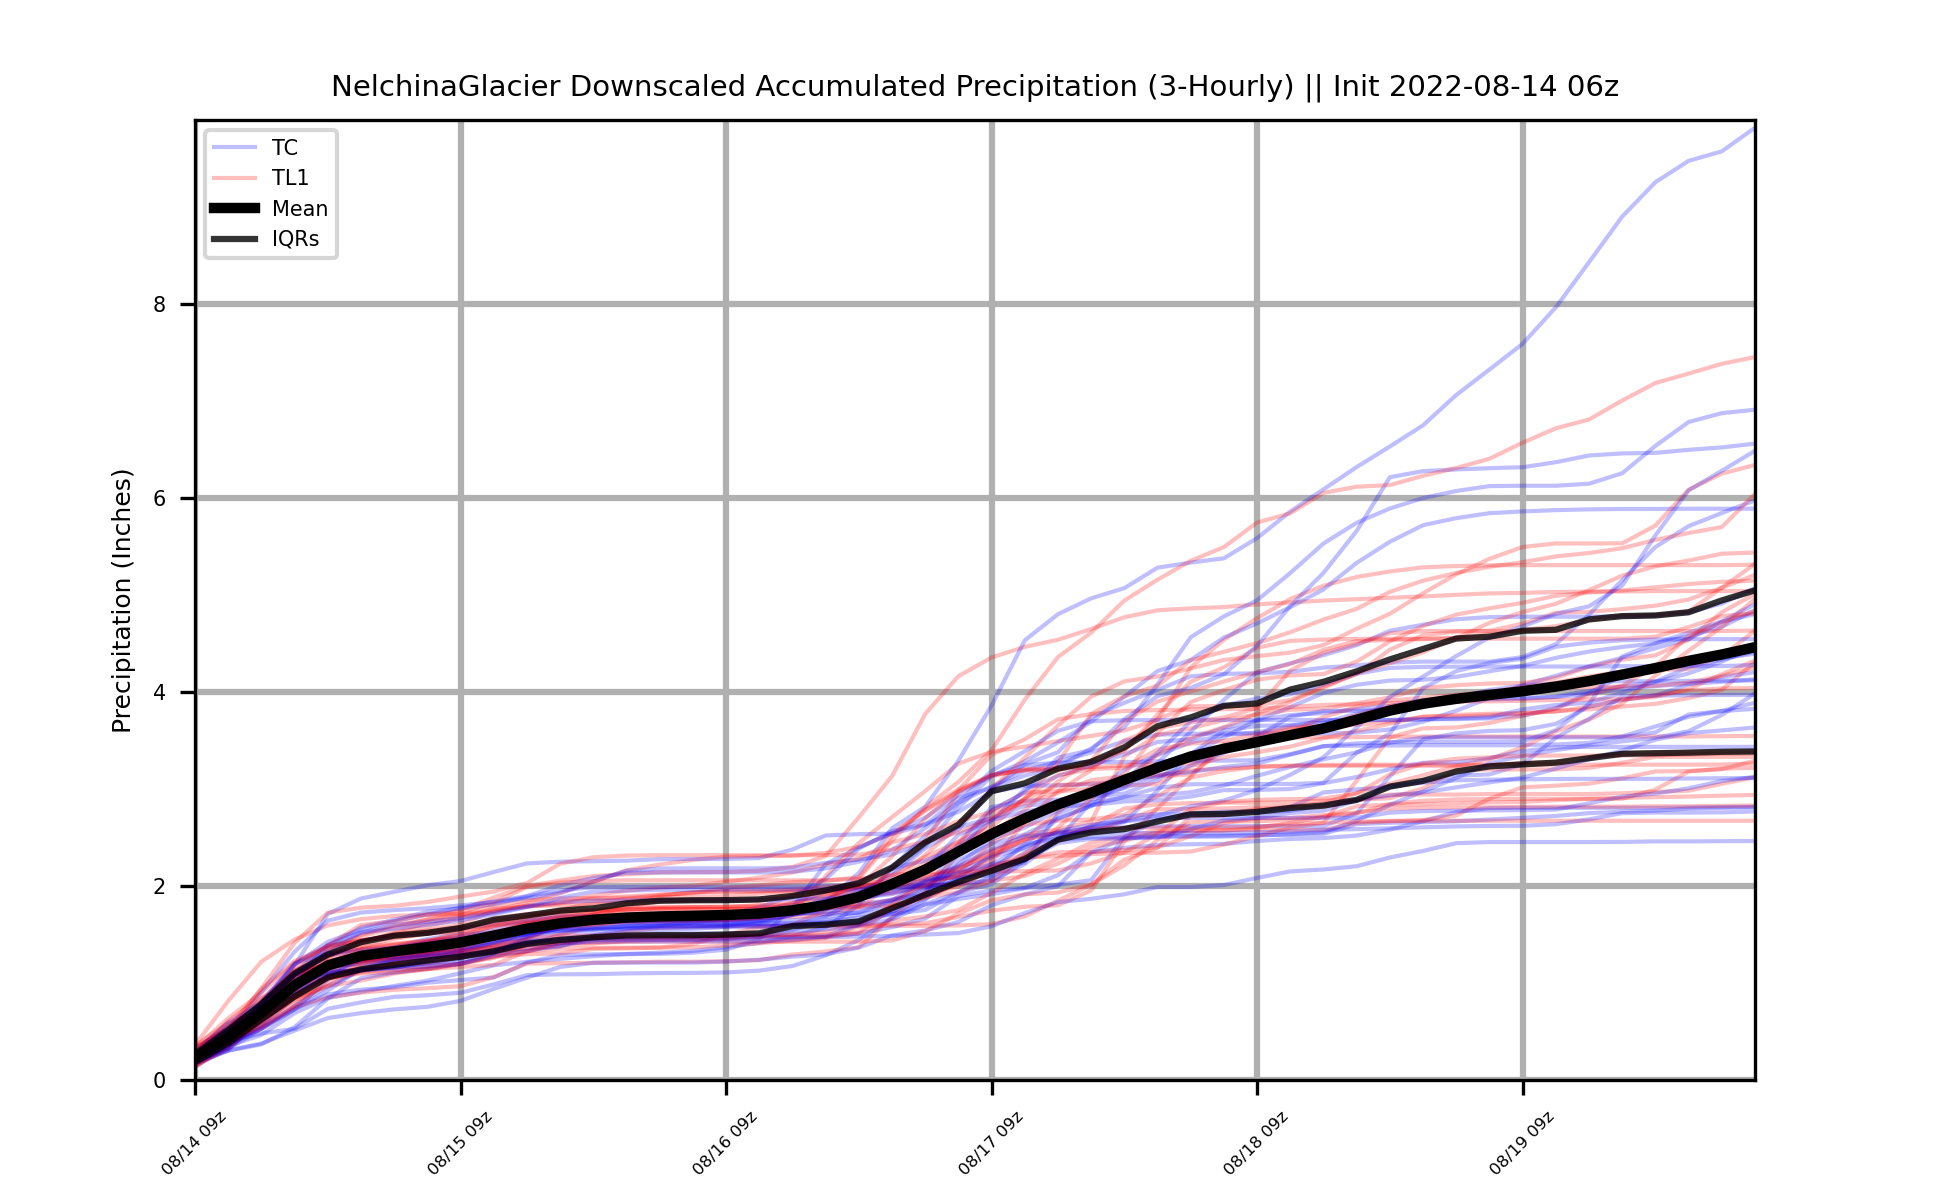 NelchinaGlacier Downscaled Accumulated Precipitation (3-Hourly) || Init 2022-08-14 06z
TC
TL1
Mean
IQRs
Precipitation (Inches)
8
6
4
2
0
08/14 09z
08/15 09z
08/16 09z
08/17 09z
08/18 09z
08/19 09z